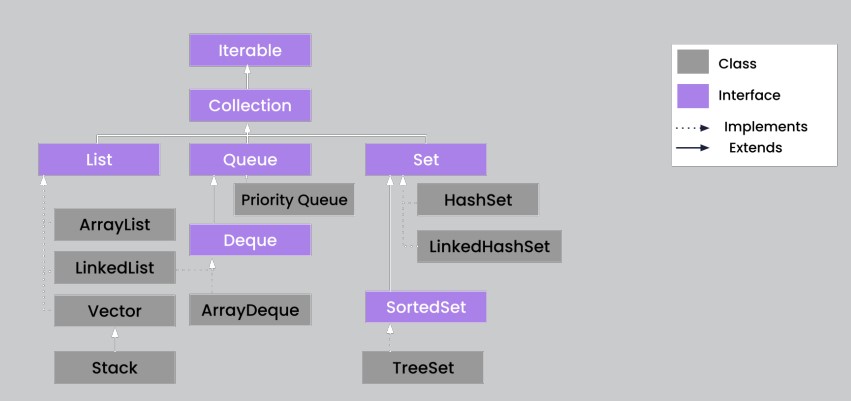 Iterable
Class
Interface
Collection
Implements
Extends
List
Queue
Set
Priority Queue
HashSet
ArrayList
Deque
LinkedHashSet
LinkedList
Vector
ArrayDeque
SortedSet
Stack
TreeSet